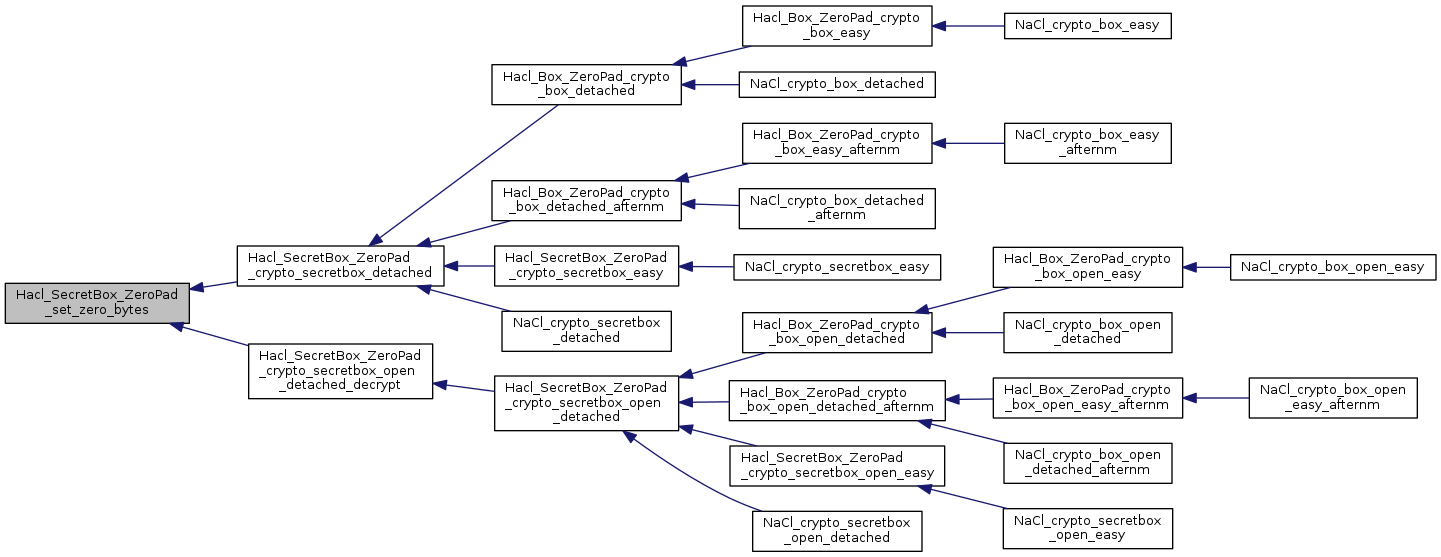 Hacl_SecretBox_ZeroPad
_set_zero_bytes
Hacl_SecretBox_ZeroPad
_crypto_secretbox_detached
Hacl_SecretBox_ZeroPad
_crypto_secretbox_open
_detached_decrypt
Hacl_Box_ZeroPad_crypto
_box_detached
Hacl_Box_ZeroPad_crypto
_box_detached_afternm
Hacl_SecretBox_ZeroPad
_crypto_secretbox_easy
NaCl_crypto_secretbox
_detached
Hacl_SecretBox_ZeroPad
_crypto_secretbox_open
_detached
Hacl_Box_ZeroPad_crypto
_box_easy
NaCl_crypto_box_detached
Hacl_Box_ZeroPad_crypto
_box_easy_afternm
NaCl_crypto_box_detached
_afternm
NaCl_crypto_secretbox_easy
Hacl_Box_ZeroPad_crypto
_box_open_detached
Hacl_Box_ZeroPad_crypto
_box_open_detached_afternm
Hacl_SecretBox_ZeroPad
_crypto_secretbox_open_easy
NaCl_crypto_secretbox
_open_detached
NaCl_crypto_box_easy
NaCl_crypto_box_easy
_afternm
Hacl_Box_ZeroPad_crypto
_box_open_easy
NaCl_crypto_box_open
_detached
Hacl_Box_ZeroPad_crypto
_box_open_easy_afternm
NaCl_crypto_box_open
_detached_afternm
NaCl_crypto_secretbox
_open_easy
NaCl_crypto_box_open_easy
NaCl_crypto_box_open
_easy_afternm